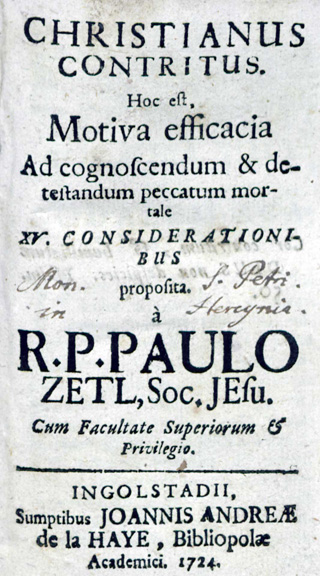 CHRISTIANUS
CONTRITUS.
Hoc eſt,
Motiva efficacia
Ad cognoſcendum & de-
teſtandum peccatum mor-
tale
XV. CONSIDERATIONI-
BUS
Mon. propoſita. S. Petri.
in à Hercynia.
R.P.PAULO
ZETL, Soc. JEſu.
Cum Facultate Superiorum &
Privilegio.
INGOLSTADII,
Sumptibus JOANNIS ANDREÆ
de la HAYE, Bibliopolæ
Academici. 1724.